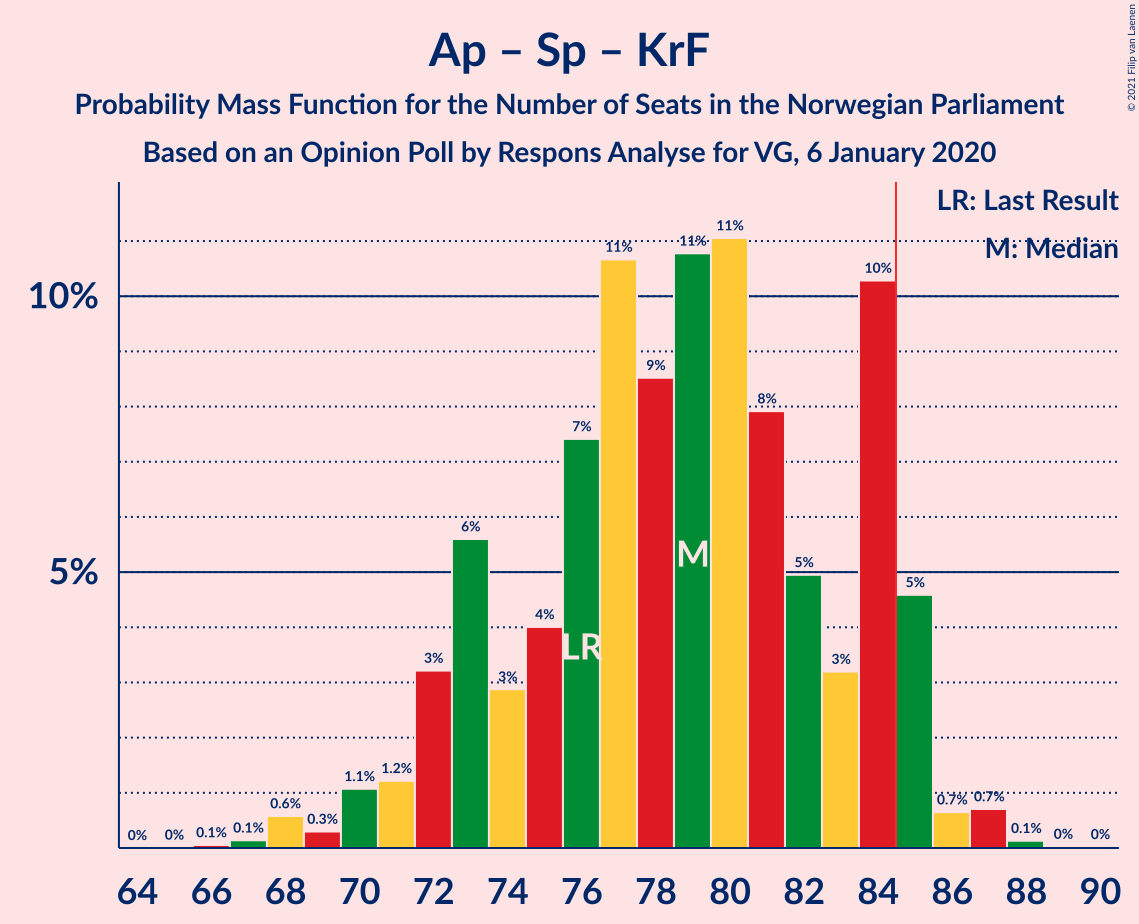 Ap – Sp – KrF
Probability Mass Function for the Number of Seats in the Norwegian Parliament
Based on an Opinion Poll by Respons Analyse for VG, 6 January 2020
© 2021 Filip van Laenen
LR: Last Result
M: Median
10%
5%
0% 0% 0.1% 0.1% 0.6% 0.3% 1.1% 1.2% 3% 6% 3% 4% 7% 11% 9% 11% 11% 8% 5% 3% 10% 5% 0.7% 0.7% 0.1% 0% 0%
M
LR
64 66 68 70 72 74 76 78 80 82 84 86 88 90